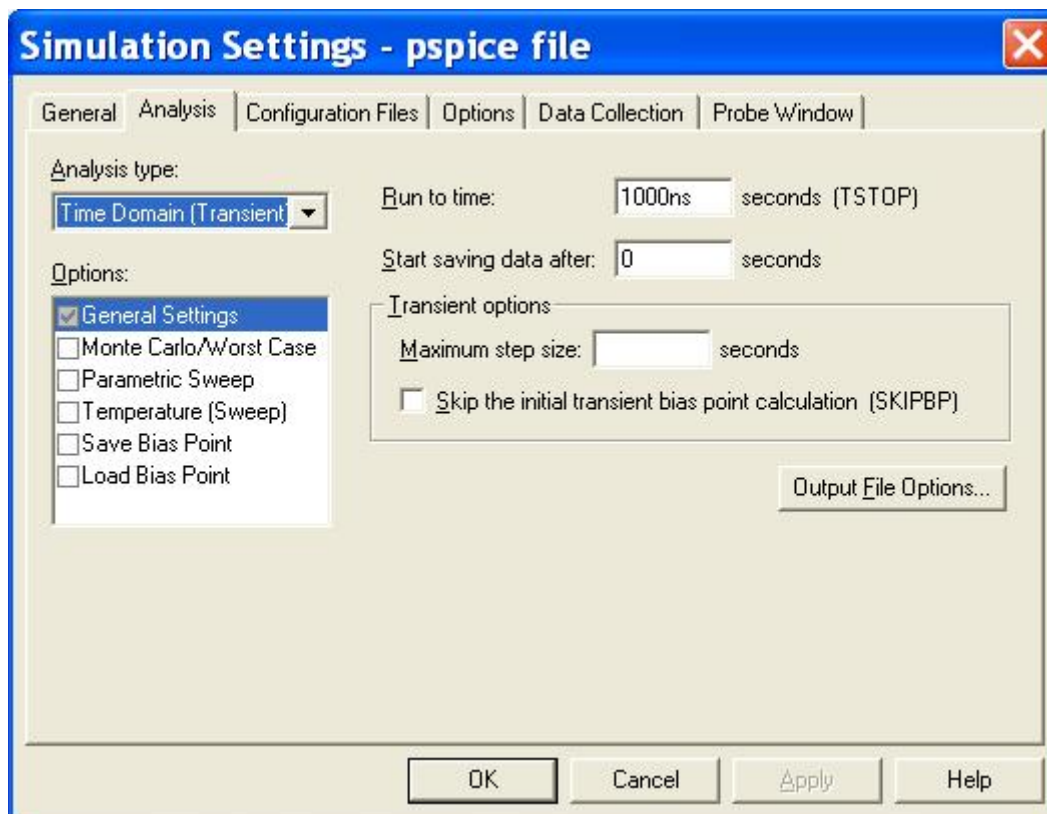 Simulation Settings - pspice file
General Analysis Configuration Files Options Data Collection Probe Window
Analysis type:
Time Domain (Transient)
Options:
General Settings
Monte Carlo/Worst Case
Parametric Sweep
Temperature (Sweep)
Save Bias Point
Load Bias Point
Run to time: 1000ns seconds (TSTOP)
Start saving data after: 0 seconds
Transient options
Maximum step size: seconds
Skip the initial transient bias point calculation (SKIPBP)
Output File Options...
OK Cancel Apply Help